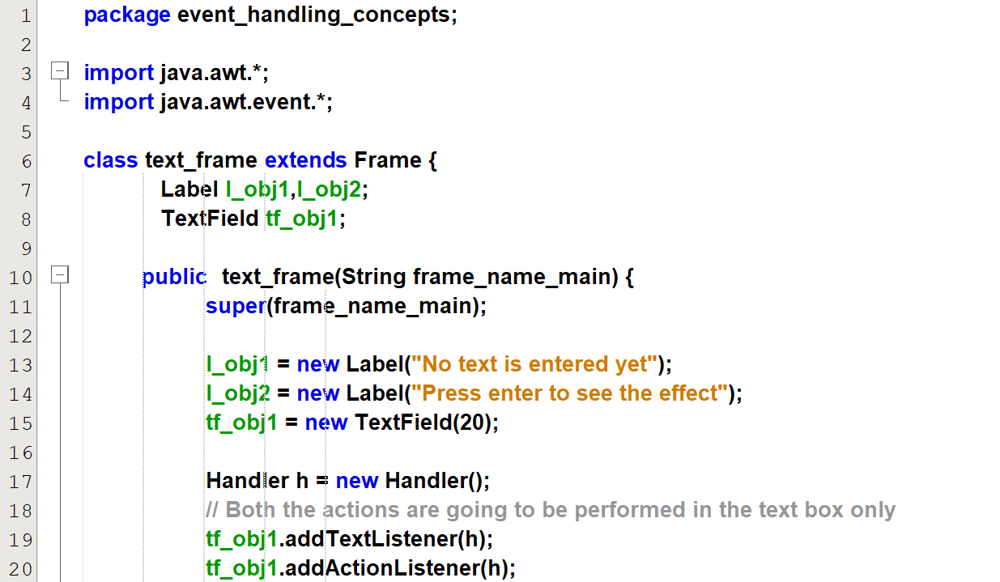 1 package event_handling_concepts;
2
3 import java.awt.*;
4 import java.awt.event.*;
5
6 class text_frame extends Frame {
7 Label l_obj1,l_obj2;
8 TextField tf_obj1;
9
10 public  text_frame(String frame_name_main) {
11 super(frame_name_main);
12
13 l_obj1 = new Label("No text is entered yet");
14 l_obj2 = new Label("Press enter to see the effect");
15 tf_obj1 = new TextField(20);
16
17 Handler h = new Handler();
18 // Both the actions are going to be performed in the text box only
19 tf_obj1.addTextListener(h);
20 tf_obj1.addActionListener(h);